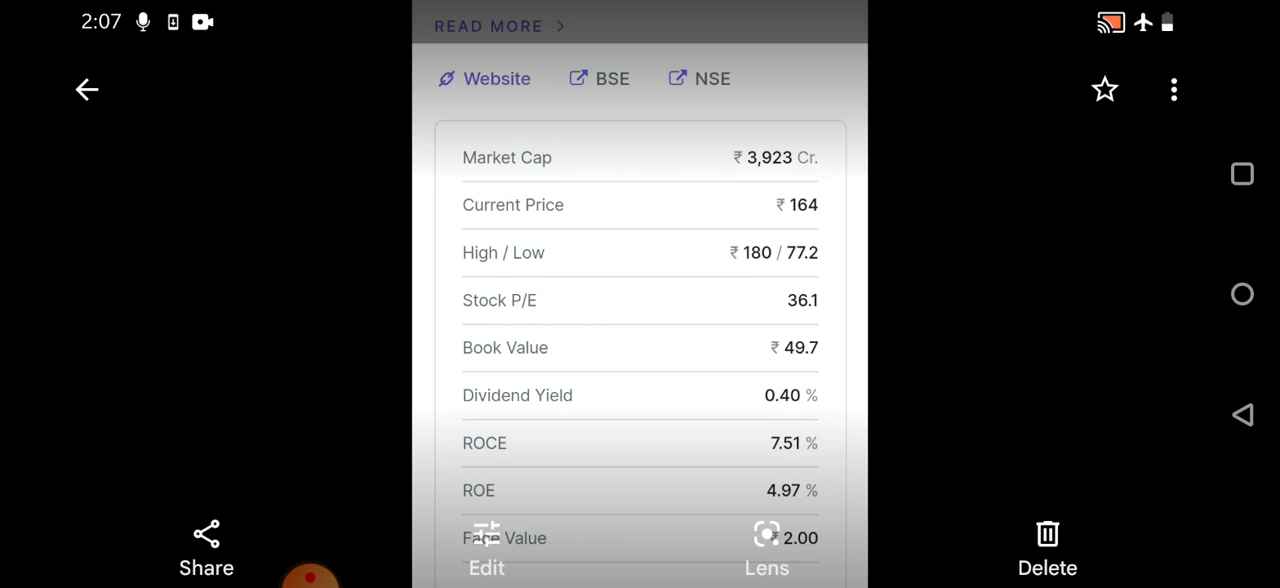 2:07
READ MORE >
Website BSE NSE
Market Cap ₹ 3,923 Cr.
Current Price ₹ 164
High / Low ₹ 180 / 77.2
Stock P/E 36.1
Book Value ₹ 49.7
Dividend Yield 0.40 %
ROCE 7.51 %
ROE 4.97 %
Face Value ₹ 2.00
Share Edit Lens Delete